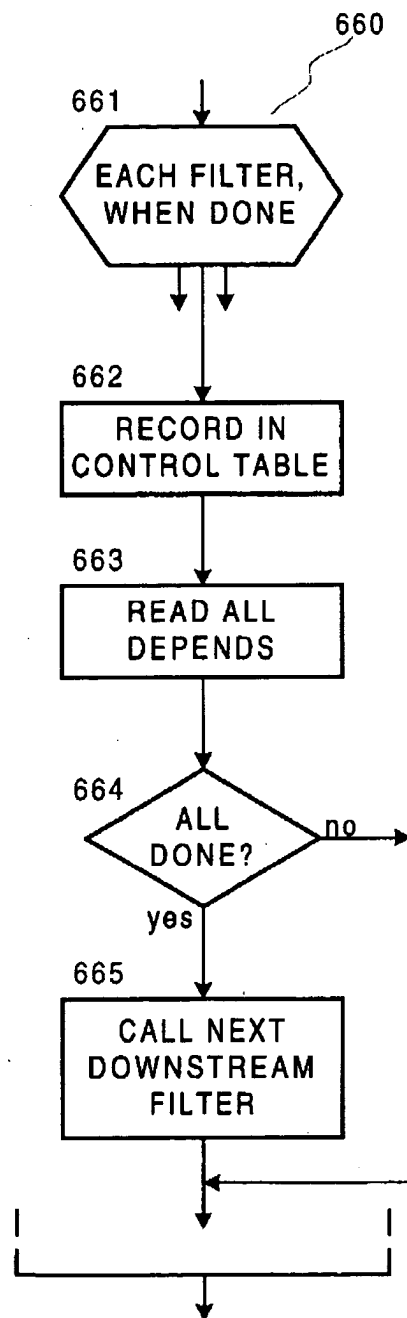 660
661
EACH FILTER,
WHEN DONE
662
RECORD IN
CONTROL TABLE
663
READ ALL
DEPENDS
664
ALL
DONE?
no
yes
665
CALL NEXT
DOWNSTREAM
FILTER